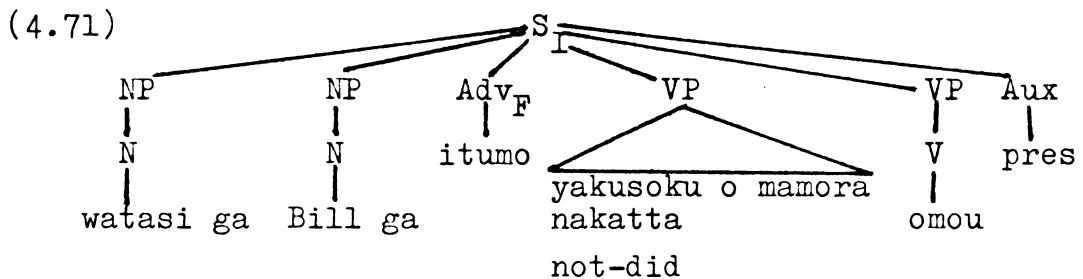 (4.71)
S I
NP NP Adv F VP VP Aux
N N itumo V pres
yakusoku o mamora
watasi ga Bill ga nakatta omou
not-did